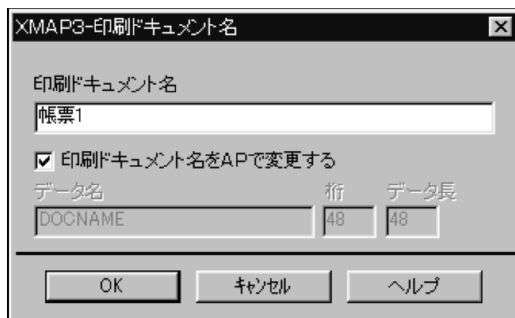 XMAP3-印刷ドキュメント名
印刷ドキュメント名
帳票1
印刷ドキュメント名をAPで変更する
データ名 桁 データ長
DOCNAME 48 48
OK キャンセル ヘルプ